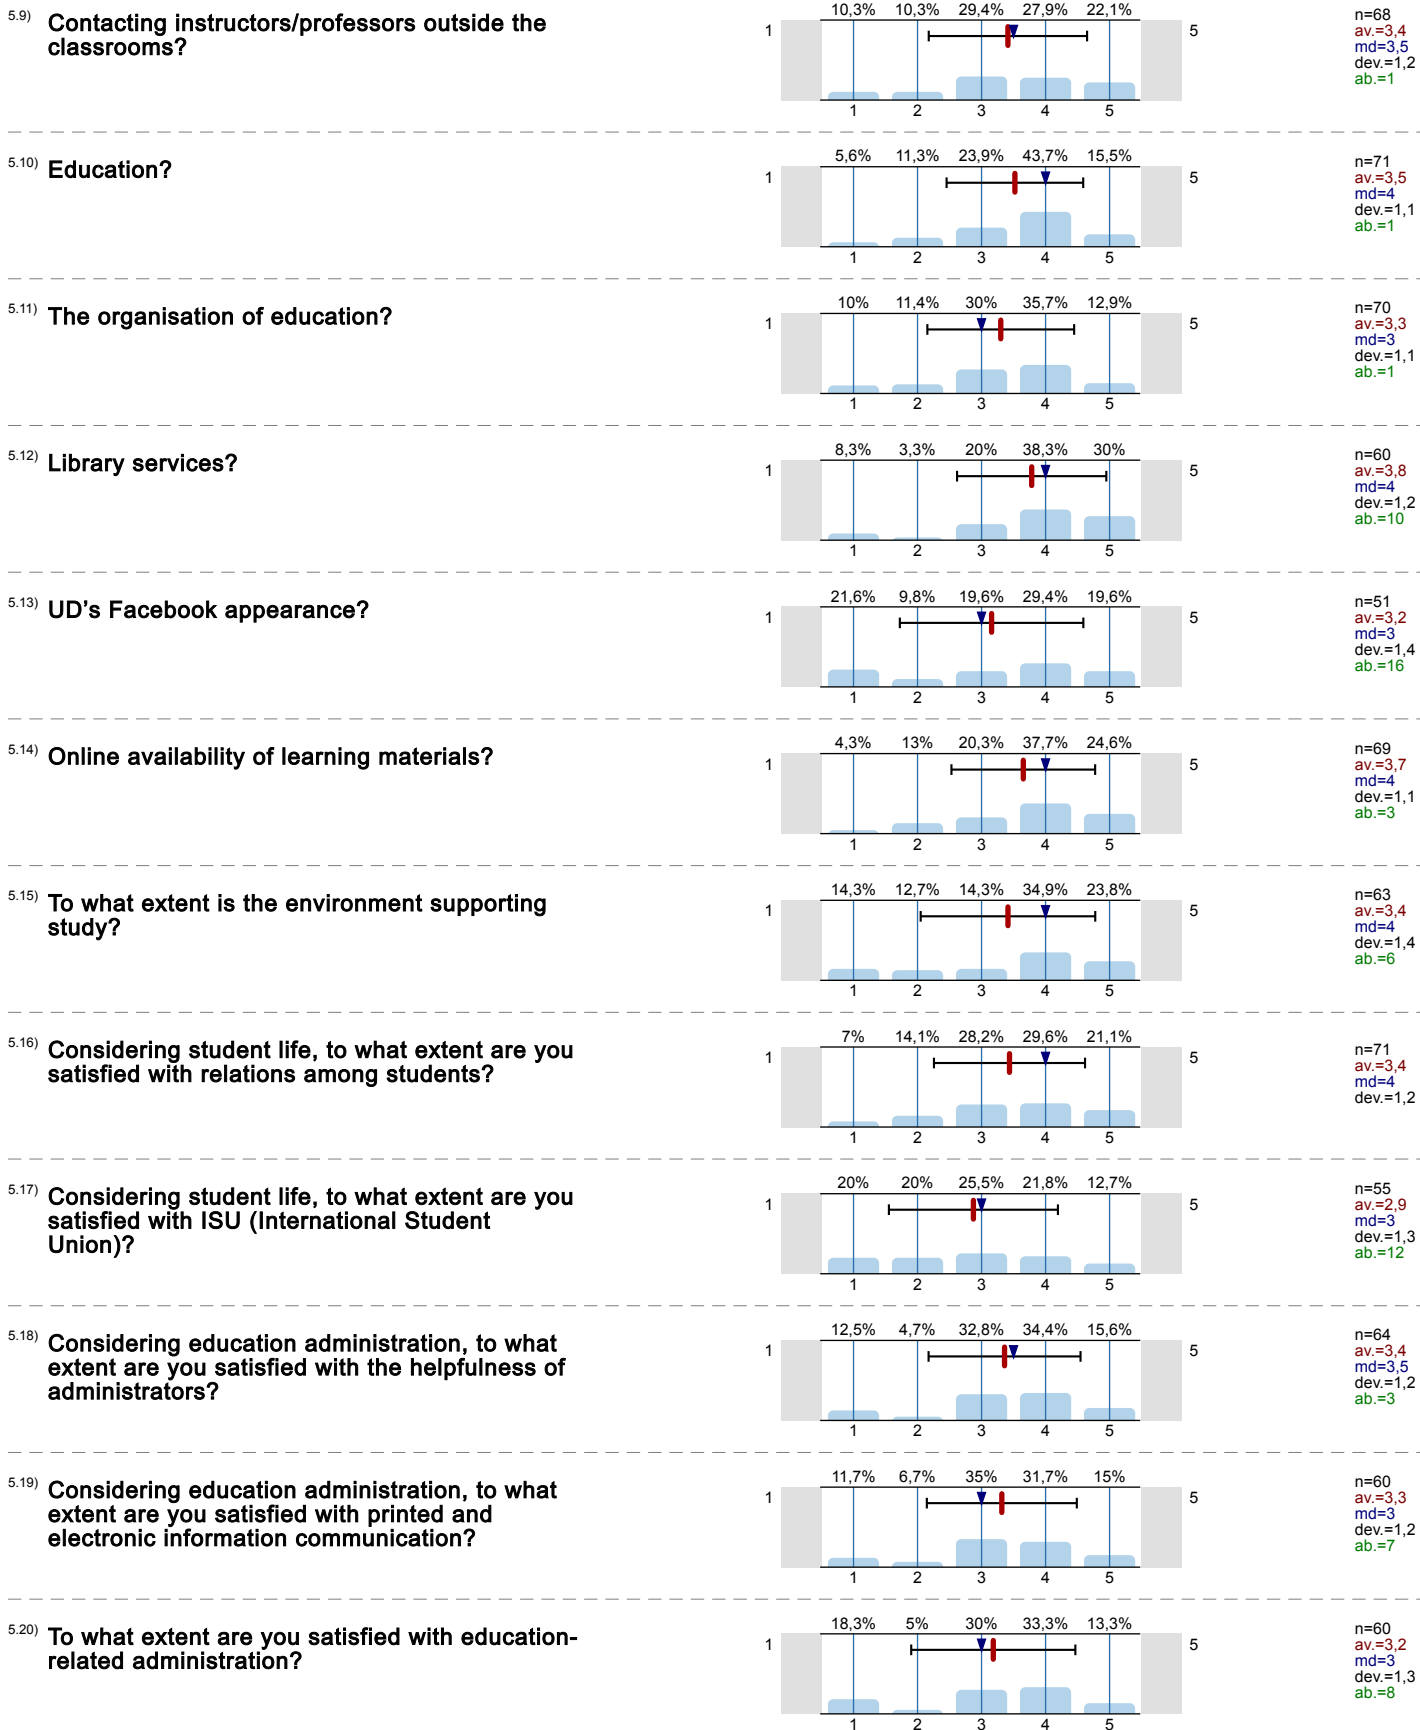 5.9) Contacting instructors/professors outside the
classrooms?
10,3% 10,3% 29,4% 27,9% 22,1%
1 5
1 2 3 4 5
n=68
av.=3,4
md=3,5
dev.=1,2
ab.=1
5.10) Education?
5,6% 11,3% 23,9% 43,7% 15,5%
1 5
1 2 3 4 5
n=71
av.=3,5
md=4
dev.=1,1
ab.=1
5.11) The organisation of education?
10% 11,4% 30% 35,7% 12,9%
1 5
1 2 3 4 5
n=70
av.=3,3
md=3
dev.=1,1
ab.=1
5.12) Library services?
8,3% 3,3% 20% 38,3% 30%
1 5
1 2 3 4 5
n=60
av.=3,8
md=4
dev.=1,2
ab.=10
5.13) UD's Facebook appearance?
21,6% 9,8% 19,6% 29,4% 19,6%
1 5
1 2 3 4 5
n=51
av.=3,2
md=3
dev.=1,4
ab.=16
5.14) Online availability of learning materials?
4,3% 13% 20,3% 37,7% 24,6%
1 5
1 2 3 4 5
n=69
av.=3,7
md=4
dev.=1,1
ab.=3
5.15) To what extent is the environment supporting
study?
14,3% 12,7% 14,3% 34,9% 23,8%
1 5
1 2 3 4 5
n=63
av.=3,4
md=4
dev.=1,4
ab.=6
5.16) Considering student life, to what extent are you
satisfied with relations among students?
7% 14,1% 28,2% 29,6% 21,1%
1 5
1 2 3 4 5
n=71
av.=3,4
md=4
dev.=1,2
5.17) Considering student life, to what extent are you
satisfied with ISU (International Student
Union)?
20% 20% 25,5% 21,8% 12,7%
1 5
1 2 3 4 5
n=55
av.=2,9
md=3
dev.=1,3
ab.=12
5.18) Considering education administration, to what
extent are you satisfied with the helpfulness of
administrators?
12,5% 4,7% 32,8% 34,4% 15,6%
1 5
1 2 3 4 5
n=64
av.=3,4
md=3,5
dev.=1,2
ab.=3
5.19) Considering education administration, to what
extent are you satisfied with printed and
electronic information communication?
11,7% 6,7% 35% 31,7% 15%
1 5
1 2 3 4 5
n=60
av.=3,3
md=3
dev.=1,2
ab.=7
5.20) To what extent are you satisfied with education-
related administration?
18,3% 5% 30% 33,3% 13,3%
1 5
1 2 3 4 5
n=60
av.=3,2
md=3
dev.=1,3
ab.=8